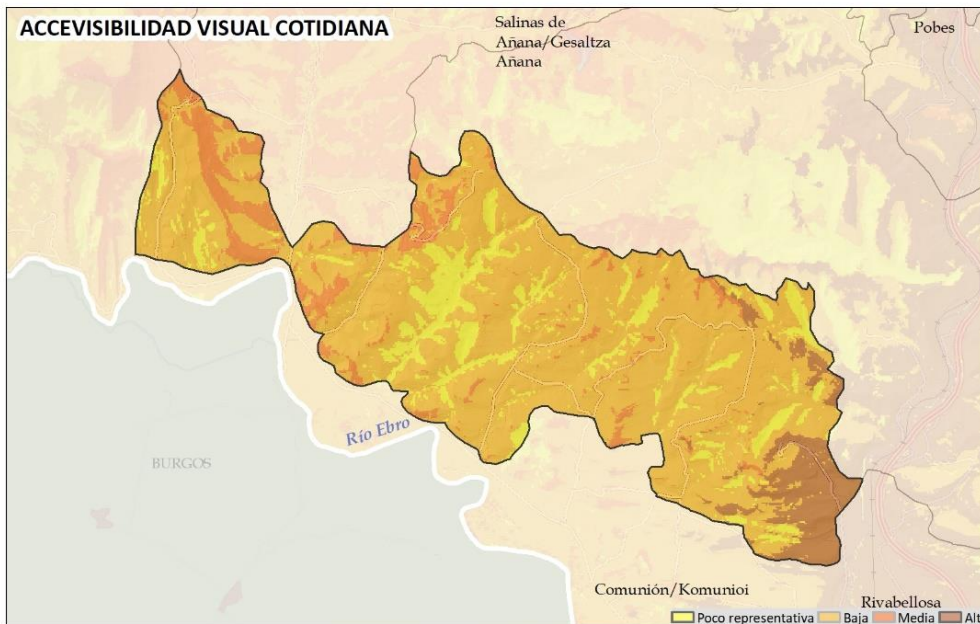 ACCEVISIBILIDAD VISUAL COTIDIANA
Salinas de
Añana/Gesaltza
Añana
Pobes
Río Ebro
BURGOS
Comunión/Komunioi
Rivabellosa
Poco representativa Baja Media Alt